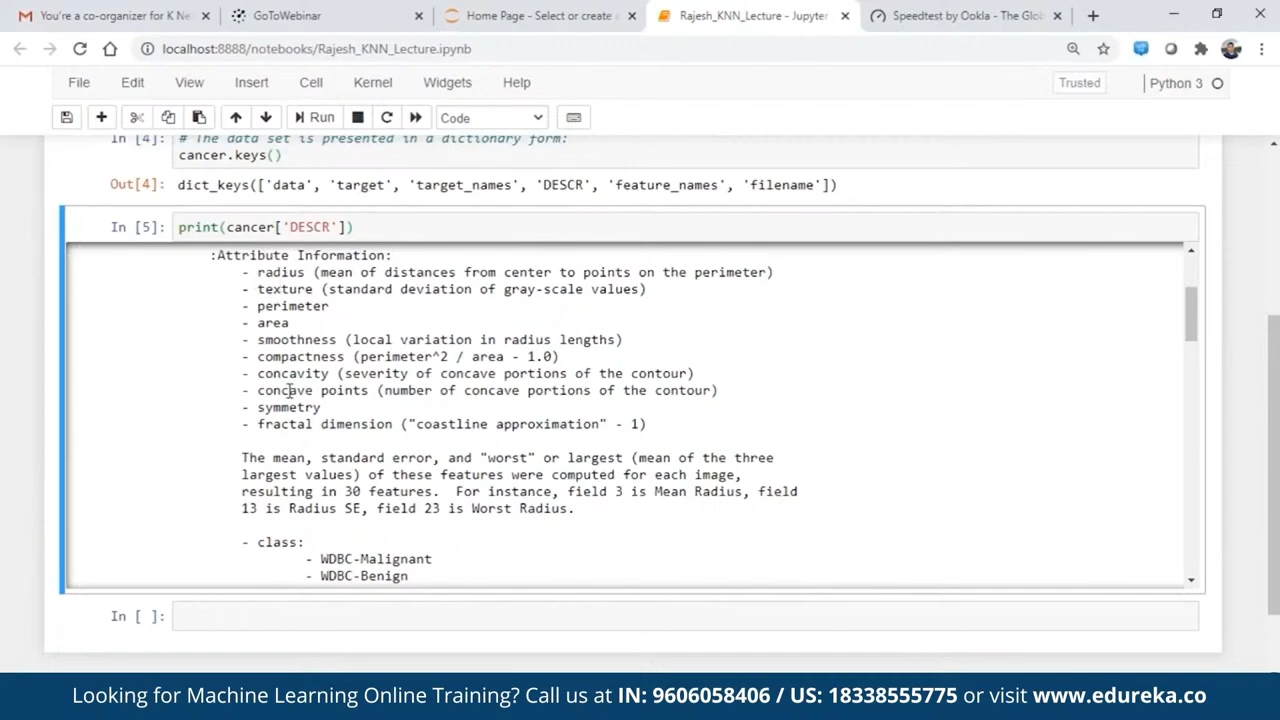 You're a co-organizer for K Ne
GoToWebinar
Home Page - Select or create a
Rajesh_KNN_Lecture - Jupyter
Speedtest by Ookla - The Glob
localhost:8888/notebooks/Rajesh_KNN_Lecture.ipynb
File Edit View Insert Cell Kernel Widgets Help
Trusted
Python 3
Run
Code
In [4]: # The data set is presented in a dictionary form:
cancer.keys()
Out[4]: dict_keys(['data', 'target', 'target_names', 'DESCR', 'feature_names', 'filename'])
In [5]: print(cancer['DESCR'])
:Attribute Information:
- radius (mean of distances from center to points on the perimeter)
- texture (standard deviation of gray-scale values)
- perimeter
- area
- smoothness (local variation in radius lengths)
- compactness (perimeter^2 / area - 1.0)
- concavity (severity of concave portions of the contour)
- concave points (number of concave portions of the contour)
- symmetry
- fractal dimension ("coastline approximation" - 1)
The mean, standard error, and "worst" or largest (mean of the three
largest values) of these features were computed for each image,
resulting in 30 features. For instance, field 3 is Mean Radius, field
13 is Radius SE, field 23 is Worst Radius.
- class:
- WDBC-Malignant
- WDBC-Benign
In [ ]:
Looking for Machine Learning Online Training? Call us at IN: 9606058406 / US: 18338555775 or visit www.edureka.co